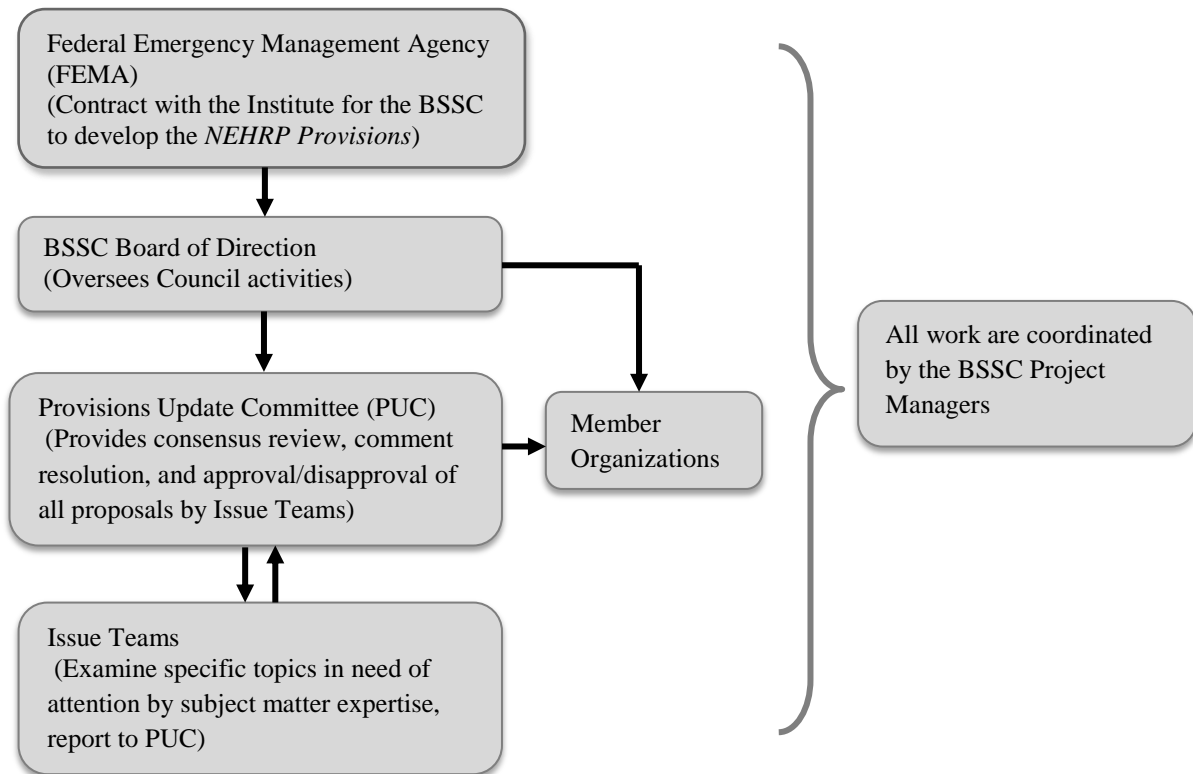 Federal Emergency Management Agency
(FEMA)
(Contract with the Institute for the BSSC
to develop the NEHRP Provisions)
BSSC Board of Direction
(Oversees Council activities)
Provisions Update Committee (PUC)
(Provides consensus review, comment
resolution, and approval/disapproval of
all proposals by Issue Teams)
Member
Organizations
Issue Teams
(Examine specific topics in need of
attention by subject matter expertise,
report to PUC)
All work are coordinated
by the BSSC Project
Managers